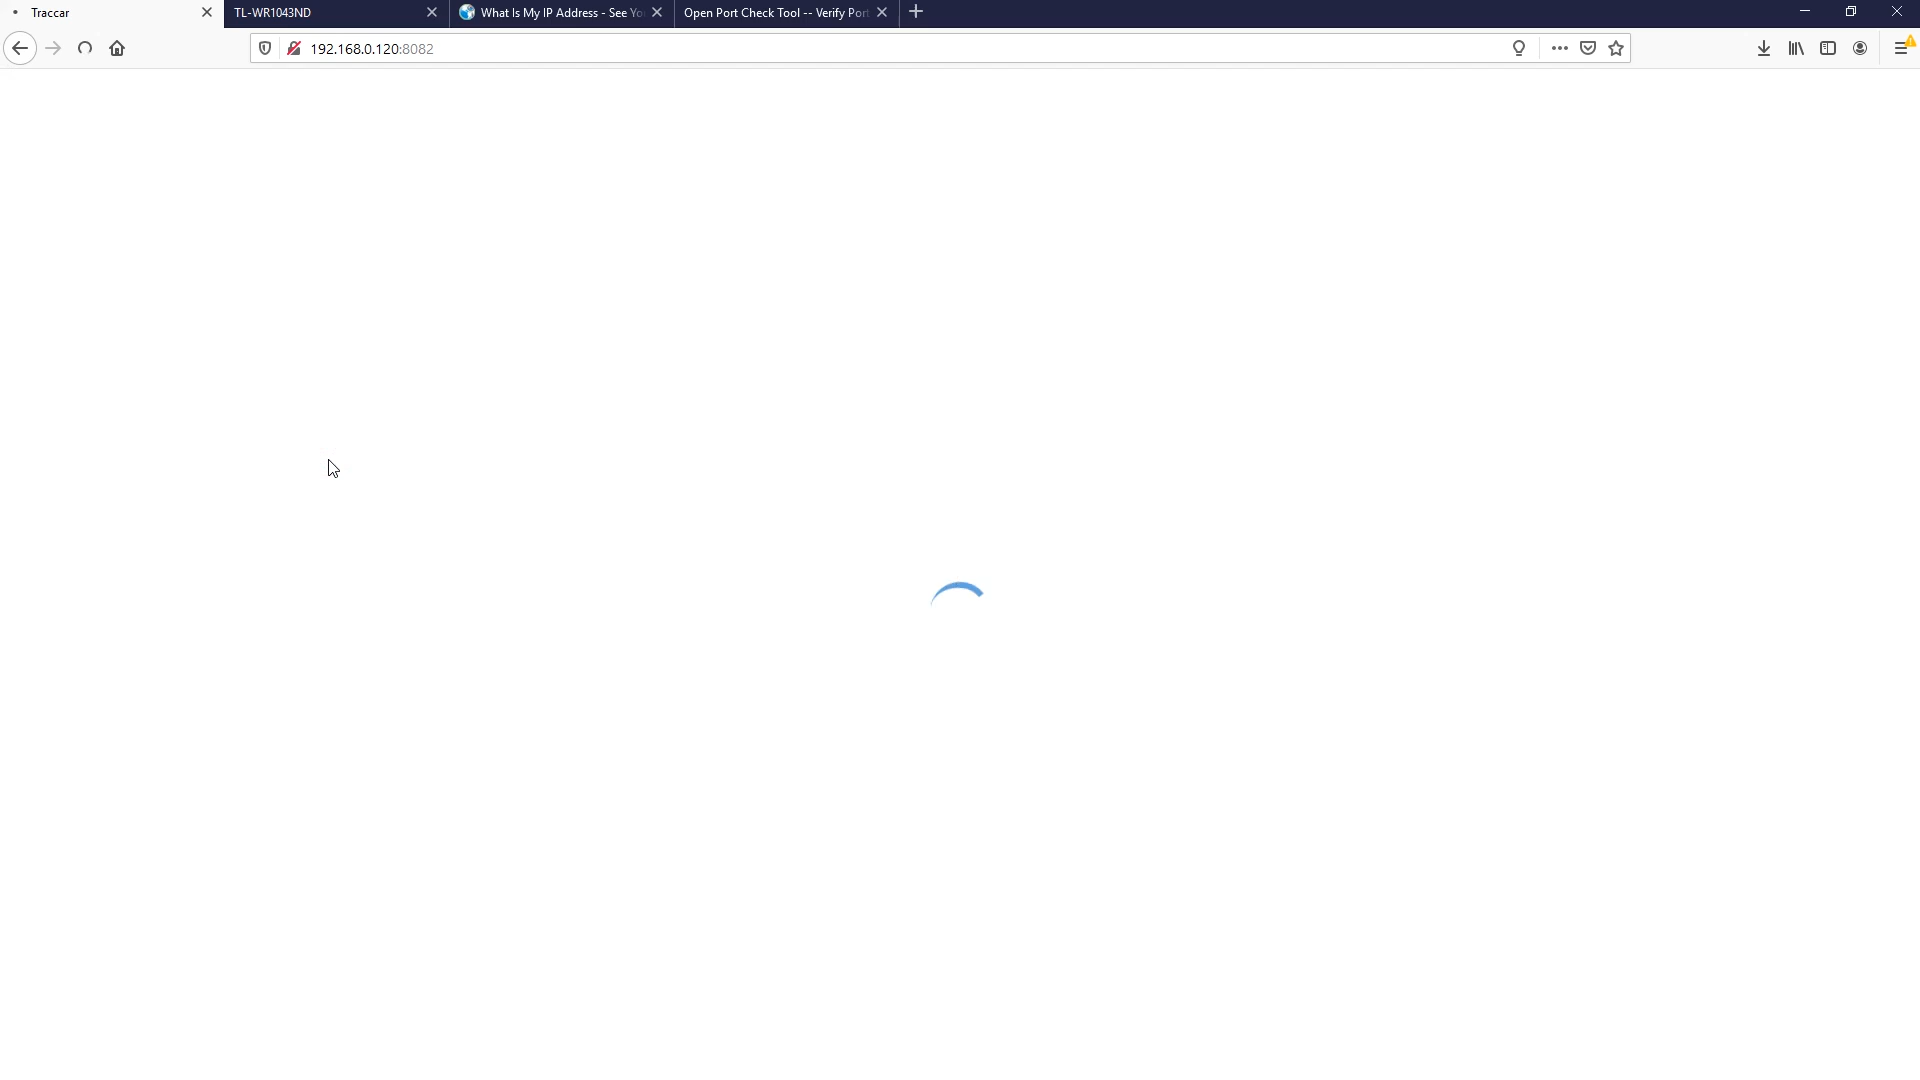 Traccar
TL-WR1043ND
What Is My IP Address - See Yo
Open Port Check Tool -- Verify Port
192.168.0.120:8082